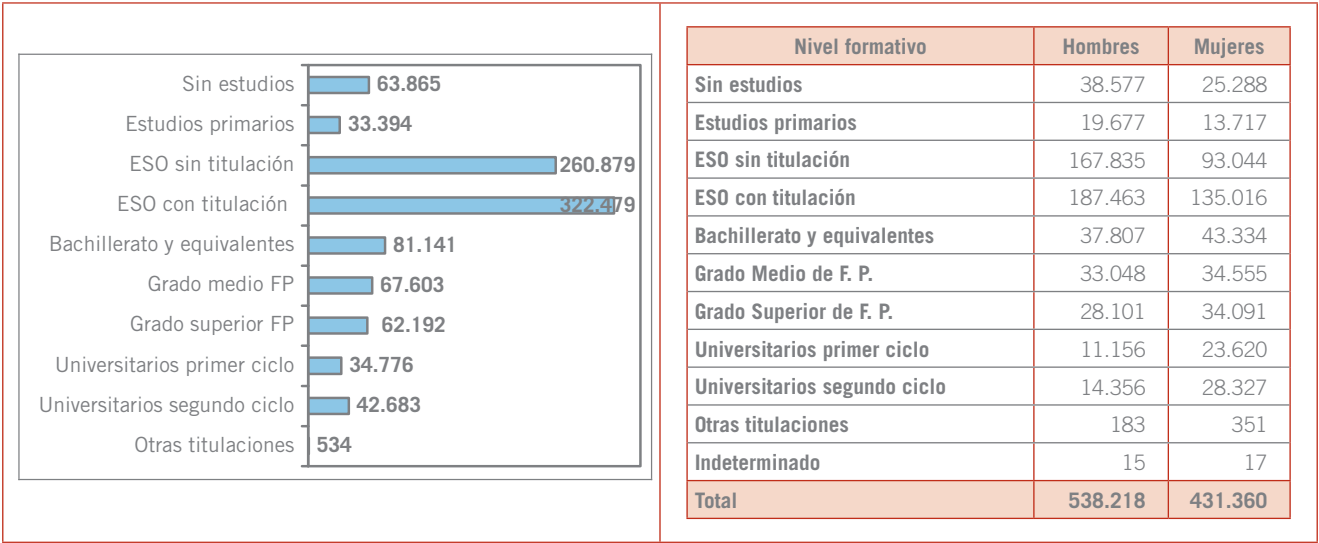 Sin estudios 63.865
Estudios primarios 33.394
ESO sin titulación 260.879
ESO con titulación 322.479
Bachillerato y equivalentes 81.141
Grado medio FP 67.603
Grado superior FP 62.192
Universitarios primer ciclo 34.776
Universitarios segundo ciclo 42.683
Otras titulaciones 534
Nivel formativo Hombres Mujeres
Sin estudios 38.577 25.288
Estudios primarios 19.677 13.717
ESO sin titulación 167.835 93.044
ESO con titulación 187.463 135.016
Bachillerato y equivalentes 37.807 43.334
Grado Medio de F. P. 33.048 34.555
Grado Superior de F. P. 28.101 34.091
Universitarios primer ciclo 11.156 23.620
Universitarios segundo ciclo 14.356 28.327
Otras titulaciones 183 351
Indeterminado 15 17
Total 538.218 431.360